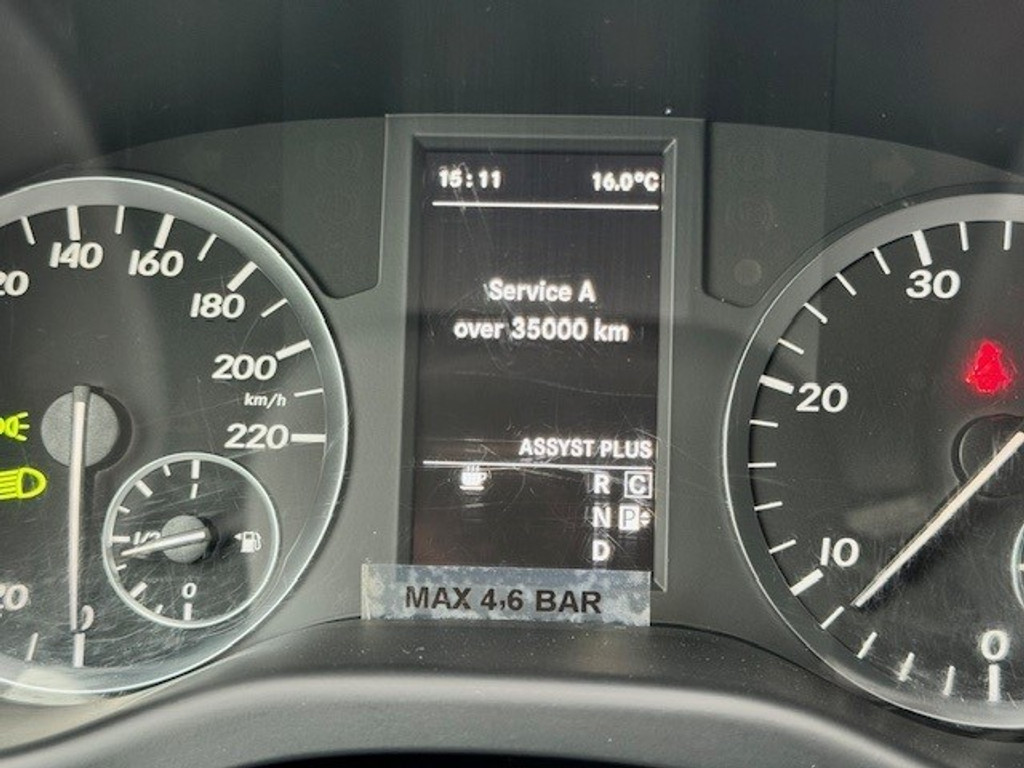 15:11 16.0°C
Service A
over 35000 km
ASSYST PLUS
R C
N P
D
MAX 4,6 BAR
140
160
180
200
km/h
220
1/2
0
20
0
30
20
10
0